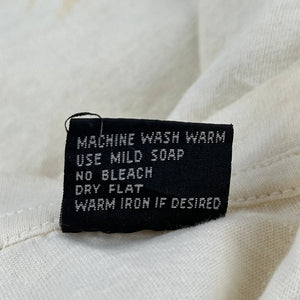 MACHINE WASH WARM
USE MILD SOAP
NO BLEACH
DRY FLAT
WARM IRON IF DESIRED